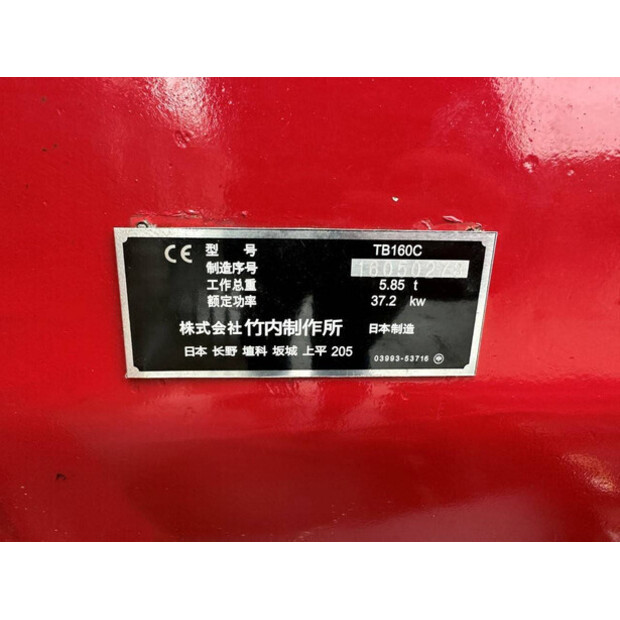 CE 型 号 TB160C
制造序号
工作总重 5.85 t
额定功率 37.2 kw
株式会社 竹内制作所 日本制造
日本 长野 埴科 坂城 上平 205 03993-53716